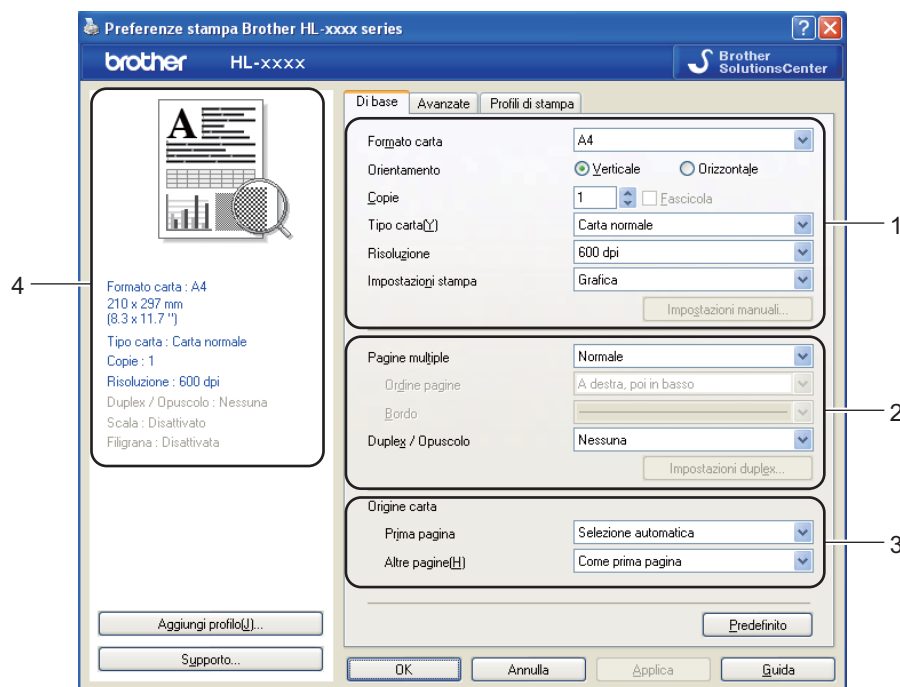 Preferenze stampa Brother HL-xxxx series
brother HL-xxxx
Brother
SolutionsCenter
Di base Avanzate Profili di stampa
A
Formato carta A4
Orientamento Verticale Orizzontale
Copie 1 Fascicola
Tipo carta(Y) Carta normale
Risoluzione 600 dpi
Impostazioni stampa Grafica
Impostazioni manuali...
1
4
Formato carta : A4
210 x 297 mm
(8.3 x 11.7 ")
Tipo carta : Carta normale
Copie : 1
Risoluzione : 600 dpi
Duplex / Opuscolo : Nessuna
Scala : Disattivato
Filigrana : Disattivata
Pagine multiple Normale
Ordine pagine A destra, poi in basso
Bordo
Duplex / Opuscolo Nessuna
Impostazioni duplex...
2
Origine carta
Prima pagina Selezione automatica
Altre pagine(H) Come prima pagina
3
Aggiungi profilo(J)...
Supporto...
Predefinito
OK Annulla Applica Guida